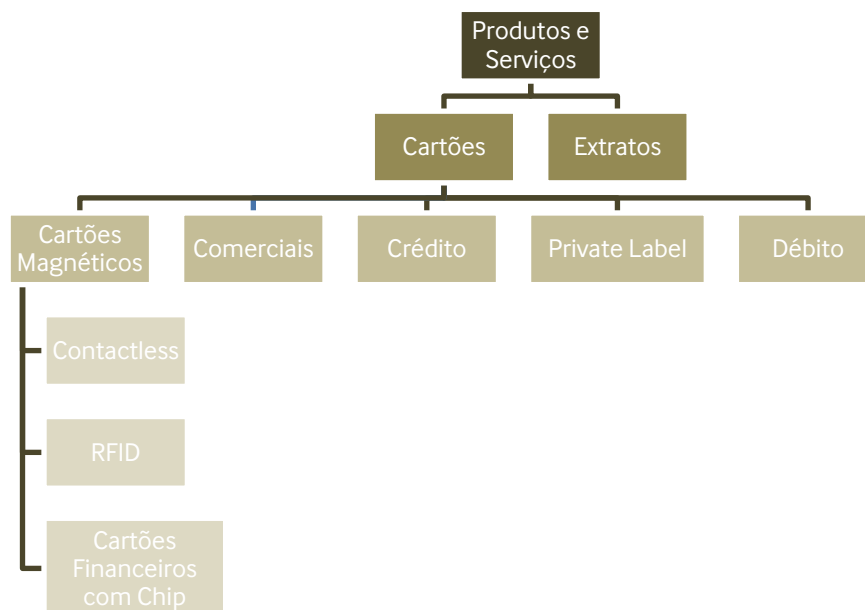 Produtos e
Serviços
Cartões
Extratos
Cartões
Magnéticos
Comerciais
Crédito
Private Label
Débito
Contactless
RFID
Cartões
Financeiros
com Chip